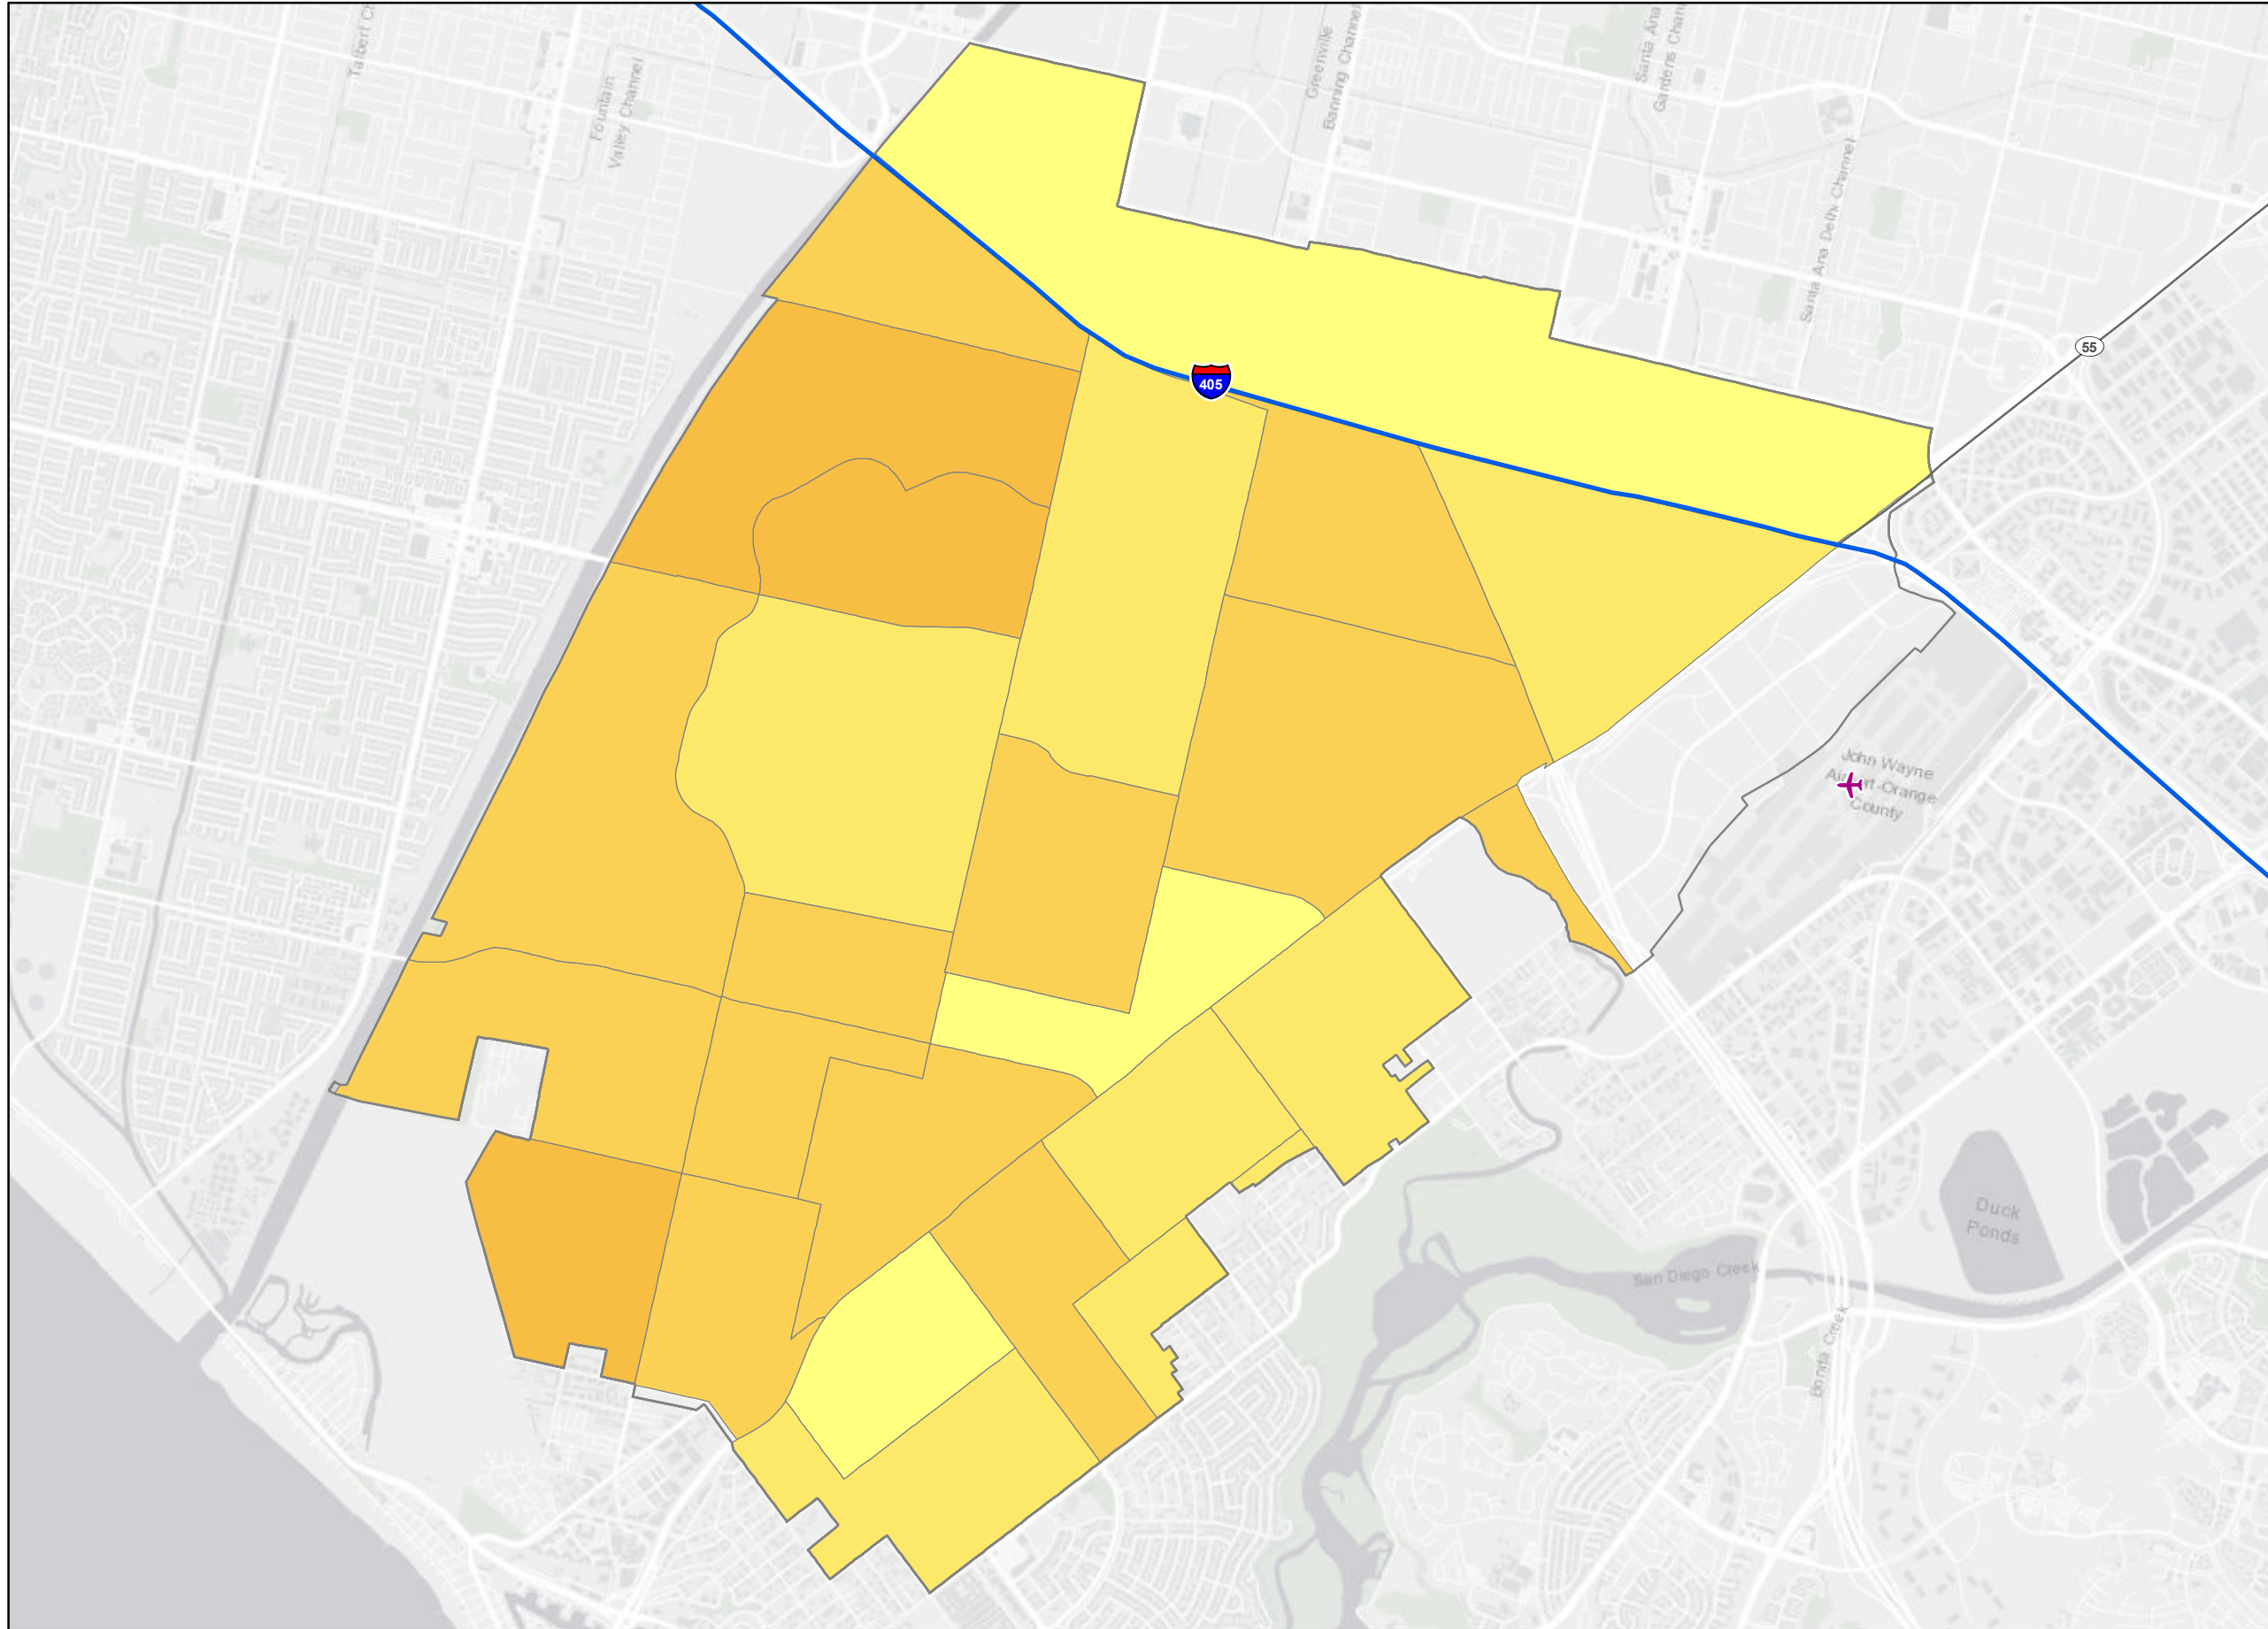 Talbert Ch
Fountain
Valley Channel
Greenville
Banning Channel
Santa Ana
Gardens Chan
Santa Ana Delhi Channel
55
405
John Wayne
Airport-Orange
County
Duck
Ponds
San Diego Creek
Bonita Creek